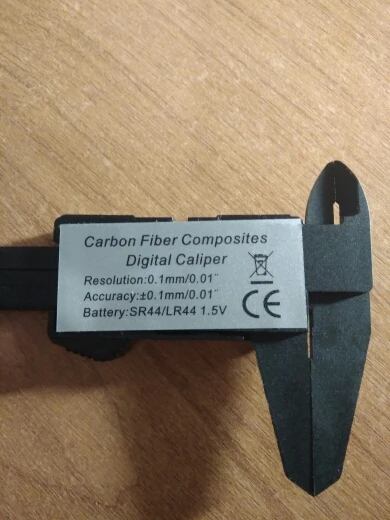 Carbon Fiber Composites
Digital Caliper
Resolution:0.1mm/0.01"
Accuracy:±0.1mm/0.01"
Battery:SR44/LR44 1.5V
CE